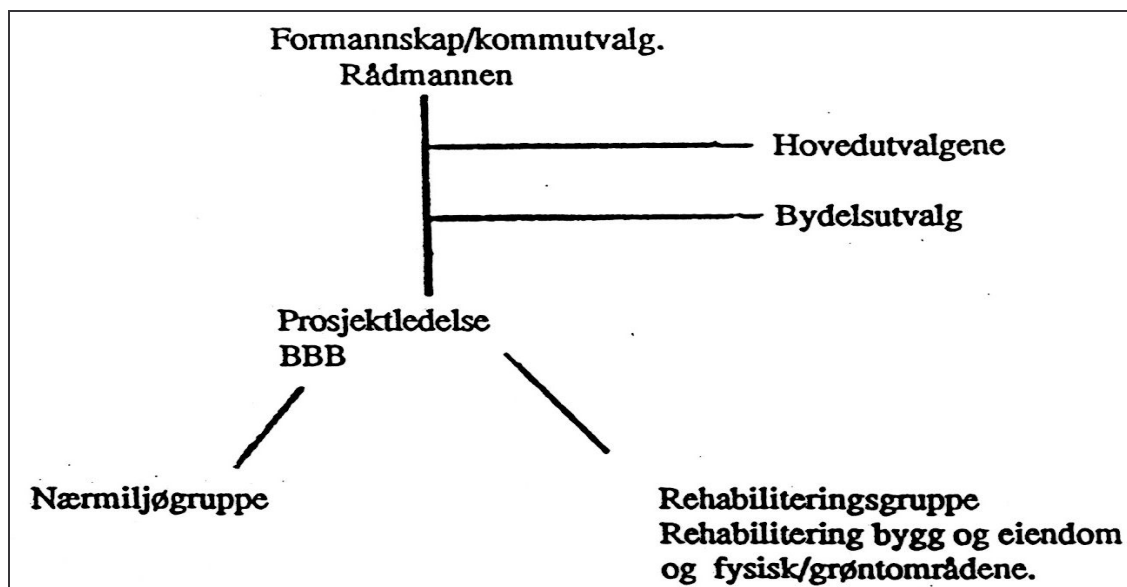 Formannskap/kommutvalg.
Rådmannen
Hovedutvalgene
Bydelsutvalg
Prosjektledelse
BBB
Nærmiljøgruppe
Rehabiliteringsgruppe
Rehabilitering bygg og eiendom
og fysisk/grøntområdene.